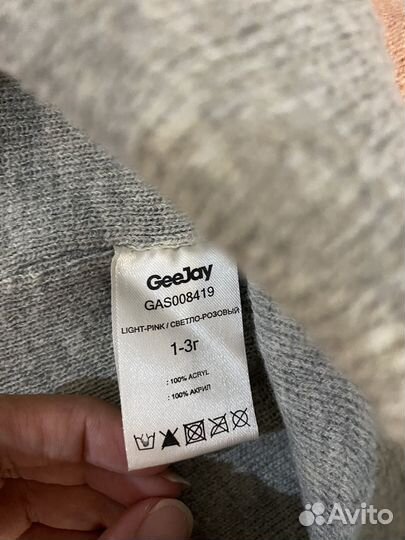 GeeJay
GAS008419
LIGHT-PINK / СВЕТЛО-РОЗОВЫЙ
1-3г
: 100% ACRYL
: 100% АКРИЛ
Avito